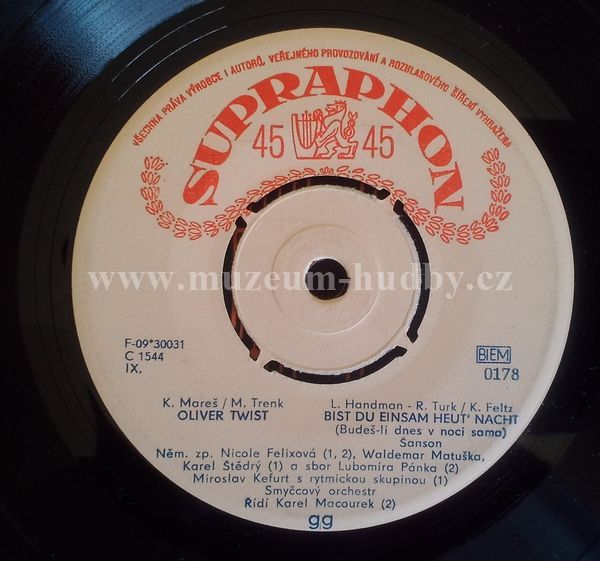 VŠECHNA PRÁVA VÝROBCE I AUTORŮ, VEŘEJNÉHO PROVOZOVÁNÍ A ROZHLASOVÉHO ŠÍŘENÍ VYHRAŽENA
SUPRAPHON
45 45
www.muzeum-hudby.cz
F-09*30031
C 1544
IX.
BIEM
0178
K. Mareš / M. Trenk
OLIVER TWIST
L. Handman - R. Turk / K. Feltz
BIST DU EINSAM HEUT' NACHT
(Budeš-li dnes v noci sama)
Šanson
Něm. zp. Nicole Felixová (1, 2), Waldemar Matuška,
Karel Štědrý (1) a sbor Lubomíra Pánka (2)
Miroslav Kefurt s rytmickou skupinou (1)
Smyčcový orchestr
Řídí Karel Macourek (2)
gg